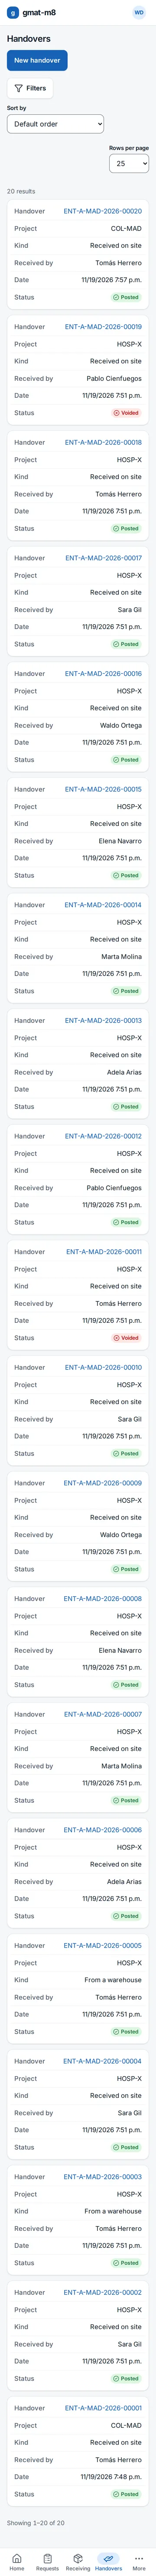 g gmat-m8 WD
Handovers
New handover
Filters
Sort by
Default order
Rows per page
25
20 results
Handover ENT-A-MAD-2026-00020
Project COL-MAD
Kind Received on site
Received by Tomás Herrero
Date 11/19/2026 7:57 p.m.
Status Posted
Handover ENT-A-MAD-2026-00019
Project HOSP-X
Kind Received on site
Received by Pablo Cienfuegos
Date 11/19/2026 7:51 p.m.
Status Voided
Handover ENT-A-MAD-2026-00018
Project HOSP-X
Kind Received on site
Received by Tomás Herrero
Date 11/19/2026 7:51 p.m.
Status Posted
Handover ENT-A-MAD-2026-00017
Project HOSP-X
Kind Received on site
Received by Sara Gil
Date 11/19/2026 7:51 p.m.
Status Posted
Handover ENT-A-MAD-2026-00016
Project HOSP-X
Kind Received on site
Received by Waldo Ortega
Date 11/19/2026 7:51 p.m.
Status Posted
Handover ENT-A-MAD-2026-00015
Project HOSP-X
Kind Received on site
Received by Elena Navarro
Date 11/19/2026 7:51 p.m.
Status Posted
Handover ENT-A-MAD-2026-00014
Project HOSP-X
Kind Received on site
Received by Marta Molina
Date 11/19/2026 7:51 p.m.
Status Posted
Handover ENT-A-MAD-2026-00013
Project HOSP-X
Kind Received on site
Received by Adela Arias
Date 11/19/2026 7:51 p.m.
Status Posted
Handover ENT-A-MAD-2026-00012
Project HOSP-X
Kind Received on site
Received by Pablo Cienfuegos
Date 11/19/2026 7:51 p.m.
Status Posted
Handover ENT-A-MAD-2026-00011
Project HOSP-X
Kind Received on site
Received by Tomás Herrero
Date 11/19/2026 7:51 p.m.
Status Voided
Handover ENT-A-MAD-2026-00010
Project HOSP-X
Kind Received on site
Received by Sara Gil
Date 11/19/2026 7:51 p.m.
Status Posted
Handover ENT-A-MAD-2026-00009
Project HOSP-X
Kind Received on site
Received by Waldo Ortega
Date 11/19/2026 7:51 p.m.
Status Posted
Handover ENT-A-MAD-2026-00008
Project HOSP-X
Kind Received on site
Received by Elena Navarro
Date 11/19/2026 7:51 p.m.
Status Posted
Handover ENT-A-MAD-2026-00007
Project HOSP-X
Kind Received on site
Received by Marta Molina
Date 11/19/2026 7:51 p.m.
Status Posted
Handover ENT-A-MAD-2026-00006
Project HOSP-X
Kind Received on site
Received by Adela Arias
Date 11/19/2026 7:51 p.m.
Status Posted
Handover ENT-A-MAD-2026-00005
Project HOSP-X
Kind From a warehouse
Received by Tomás Herrero
Date 11/19/2026 7:51 p.m.
Status Posted
Handover ENT-A-MAD-2026-00004
Project HOSP-X
Kind Received on site
Received by Sara Gil
Date 11/19/2026 7:51 p.m.
Status Posted
Handover ENT-A-MAD-2026-00003
Project HOSP-X
Kind From a warehouse
Received by Tomás Herrero
Date 11/19/2026 7:51 p.m.
Status Posted
Handover ENT-A-MAD-2026-00002
Project HOSP-X
Kind Received on site
Received by Sara Gil
Date 11/19/2026 7:51 p.m.
Status Posted
Handover ENT-A-MAD-2026-00001
Project COL-MAD
Kind Received on site
Received by Tomás Herrero
Date 11/19/2026 7:48 p.m.
Status Posted
Showing 1–20 of 20
Home Requests Receiving Handovers More